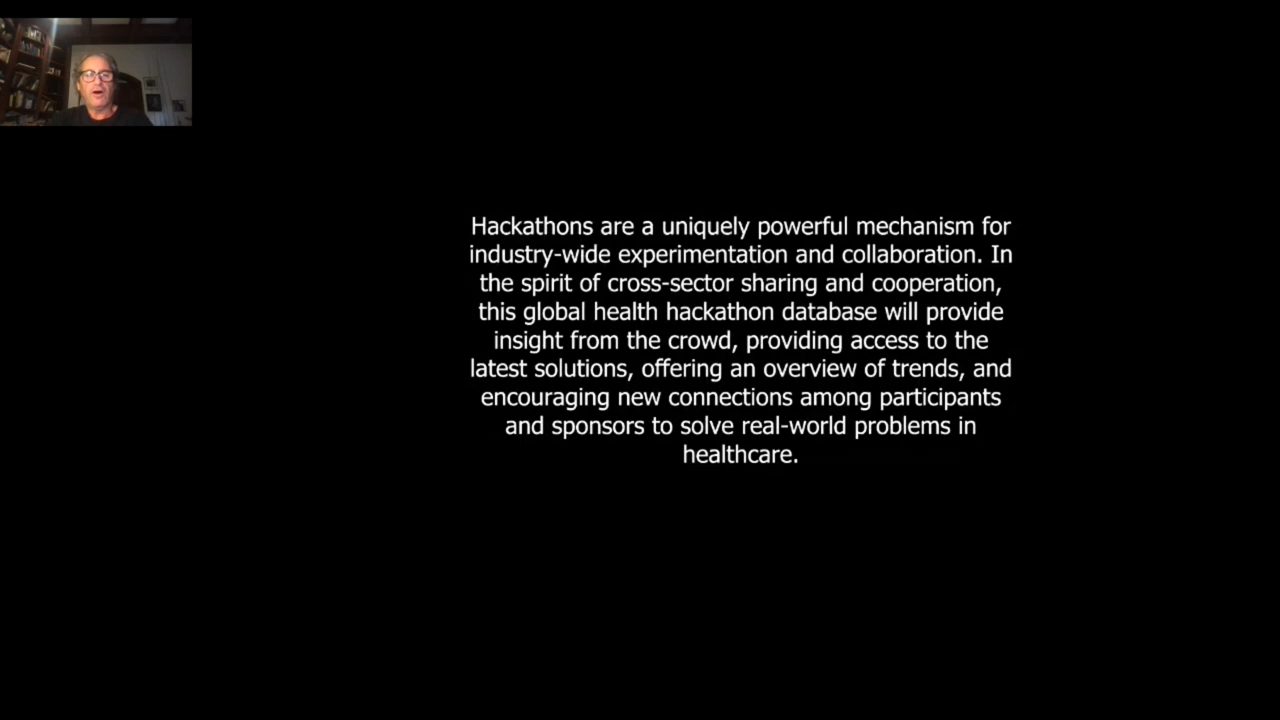 Hackathons are a uniquely powerful mechanism for
industry-wide experimentation and collaboration. In
the spirit of cross-sector sharing and cooperation,
this global health hackathon database will provide
insight from the crowd, providing access to the
latest solutions, offering an overview of trends, and
encouraging new connections among participants
and sponsors to solve real-world problems in
healthcare.